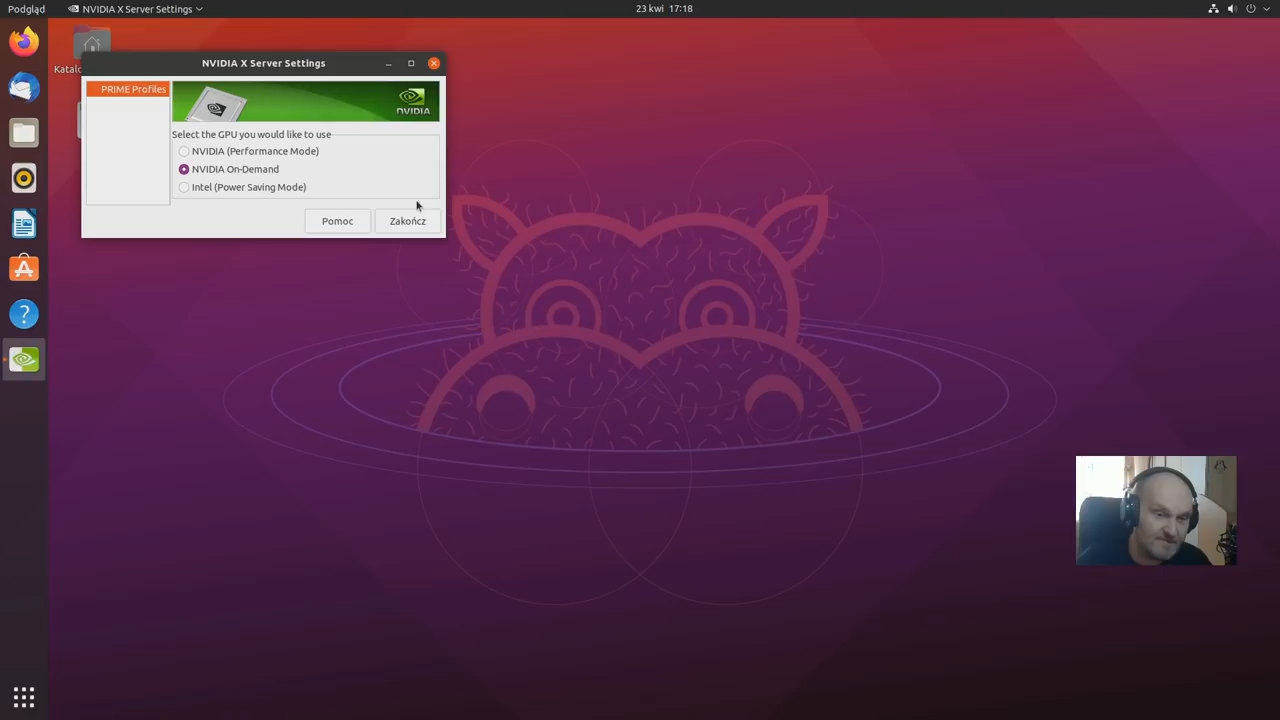 Podgląd
NVIDIA X Server Settings
23 kwi 17:18
NVIDIA X Server Settings
PRIME Profiles
NVIDIA
Select the GPU you would like to use
NVIDIA (Performance Mode)
NVIDIA On-Demand
Intel (Power Saving Mode)
Pomoc
Zakończ